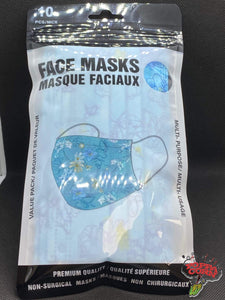 10
PCS/MCX
FACE MASKS
MASQUE FACIAUX
VALUE PACK/ PAQUET DE VALEUR
MULTI-PURPOSE/ MULTI-USAGE
PREMIUM QUALITY QUALITÉ SUPÉRIEURE
NON-SURGICAL MASKS MASQUES NON CHIRURGICAUX